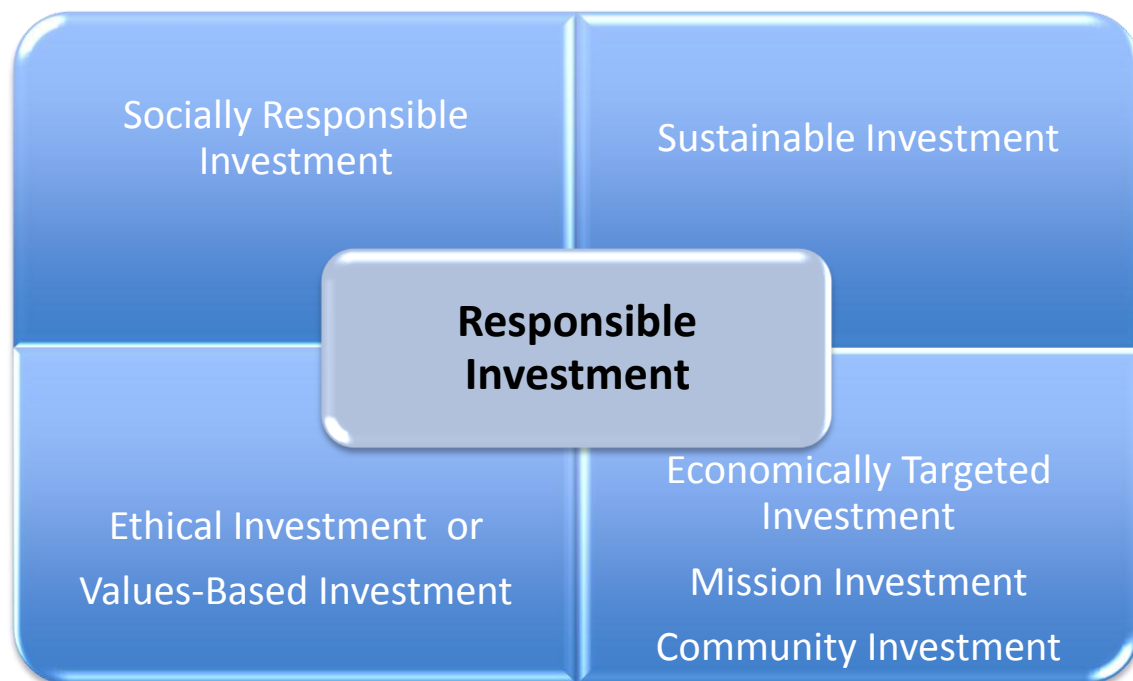 Socially Responsible
Investment
Sustainable Investment
Responsible
Investment
Ethical Investment  or
Values-Based Investment
Economically Targeted
Investment
Mission Investment
Community Investment